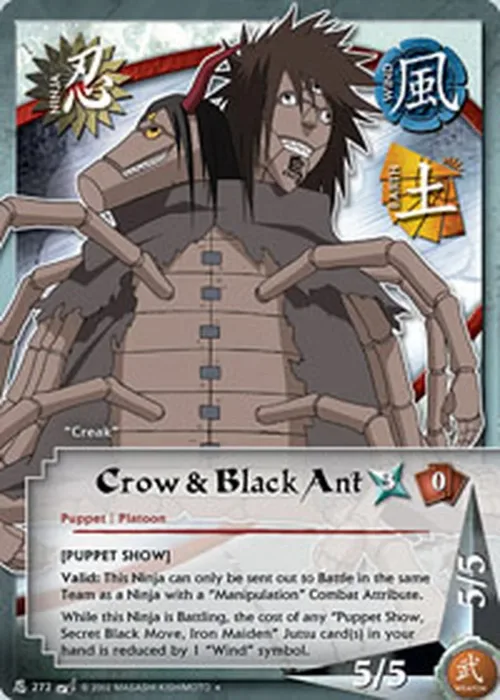 忍
NINJA
風
WIND
土
EARTH
"Creak"
Crow & Black Ant
3
0
Puppet | Platoon
[PUPPET SHOW]
Valid: This Ninja can only be sent out to Battle in the same
Team as a Ninja with a "Manipulation" Combat Attribute.
While this Ninja is Battling, the cost of any "Puppet Show,
Secret Black Move, Iron Maiden" Jutsu card(s) in your
hand is reduced by 1 "Wind" symbol.
5/5
5/5
武
WEAPON
272
© 2002 MASASHI KISHIMOTO